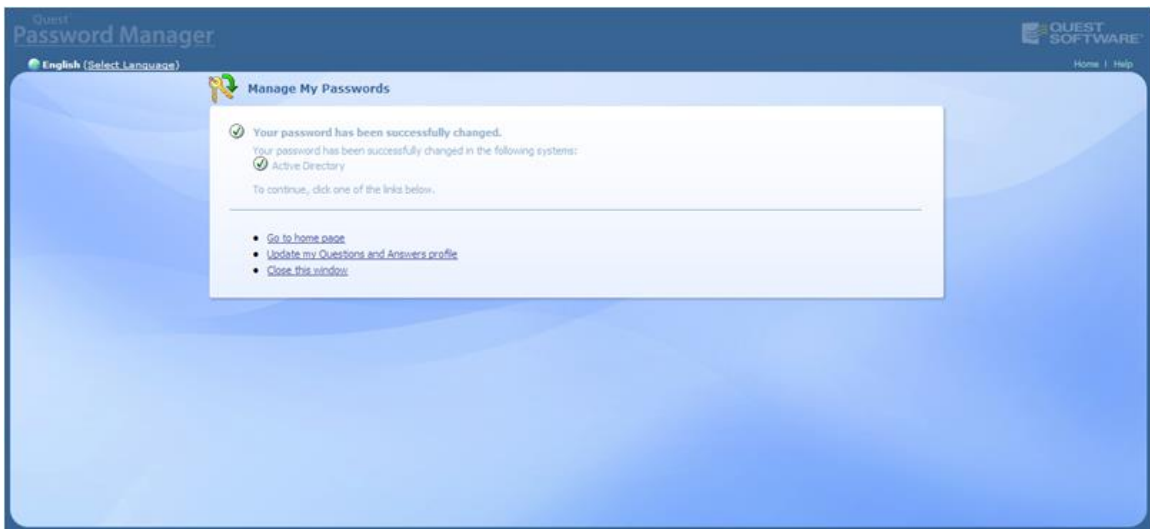 Quest
Password Manager
QUEST
SOFTWARE
English (Select Language)
Home | Help
Manage My Passwords
Your password has been successfully changed.
Your password has been successfully changed in the following systems:
Active Directory
To continue, click one of the links below.
Go to home page
Update my Questions and Answers profile
Close this window